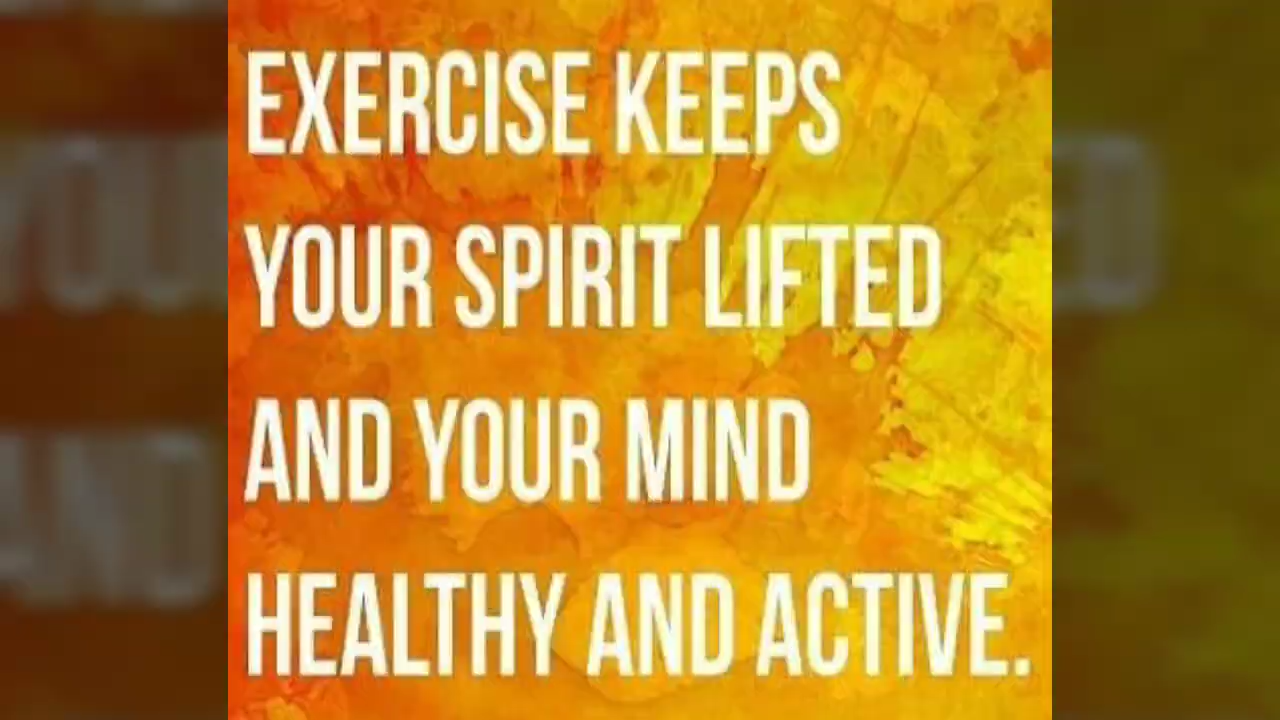 EXERCISE KEEPS
YOUR SPIRIT LIFTED
AND YOUR MIND
HEALTHY AND ACTIVE.